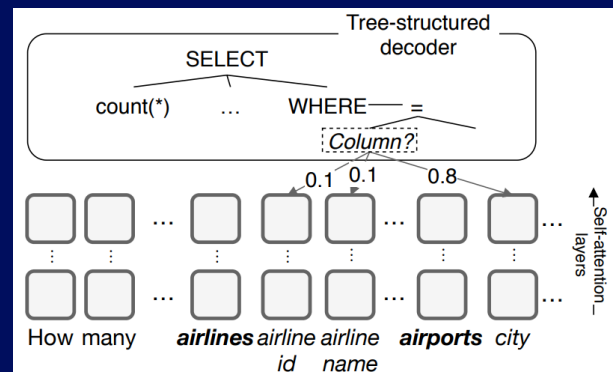 Tree-structured
decoder
SELECT
count(*) ... WHERE =
Column?
0.1 0.1 0.8
... ... ...
Self-attention
layers
... ... ...
How many airlines airline airline airports city
id name